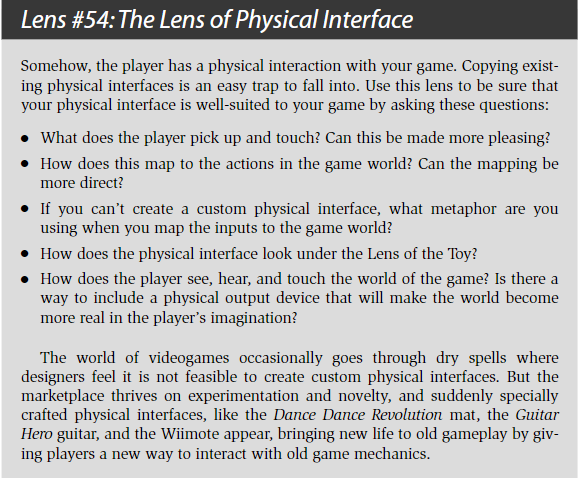 Lens #54: The Lens of Physical Interface
Somehow, the player has a physical interaction with your game. Copying exist-
ing physical interfaces is an easy trap to fall into. Use this lens to be sure that
your physical interface is well-suited to your game by asking these questions:
● What does the player pick up and touch? Can this be made more pleasing?
● How does this map to the actions in the game world? Can the mapping be
more direct?
● If you can’t create a custom physical interface, what metaphor are you
using when you map the inputs to the game world?
● How does the physical interface look under the Lens of the Toy?
● How does the player see, hear, and touch the world of the game? Is there a
way to include a physical output device that will make the world become
more real in the player’s imagination?
The world of videogames occasionally goes through dry spells where
designers feel it is not feasible to create custom physical interfaces. But the
marketplace thrives on experimentation and novelty, and suddenly specially
crafted physical interfaces, like the Dance Dance Revolution mat, the Guitar
Hero guitar, and the Wiimote appear, bringing new life to old gameplay by giv-
ing players a new way to interact with old game mechanics.